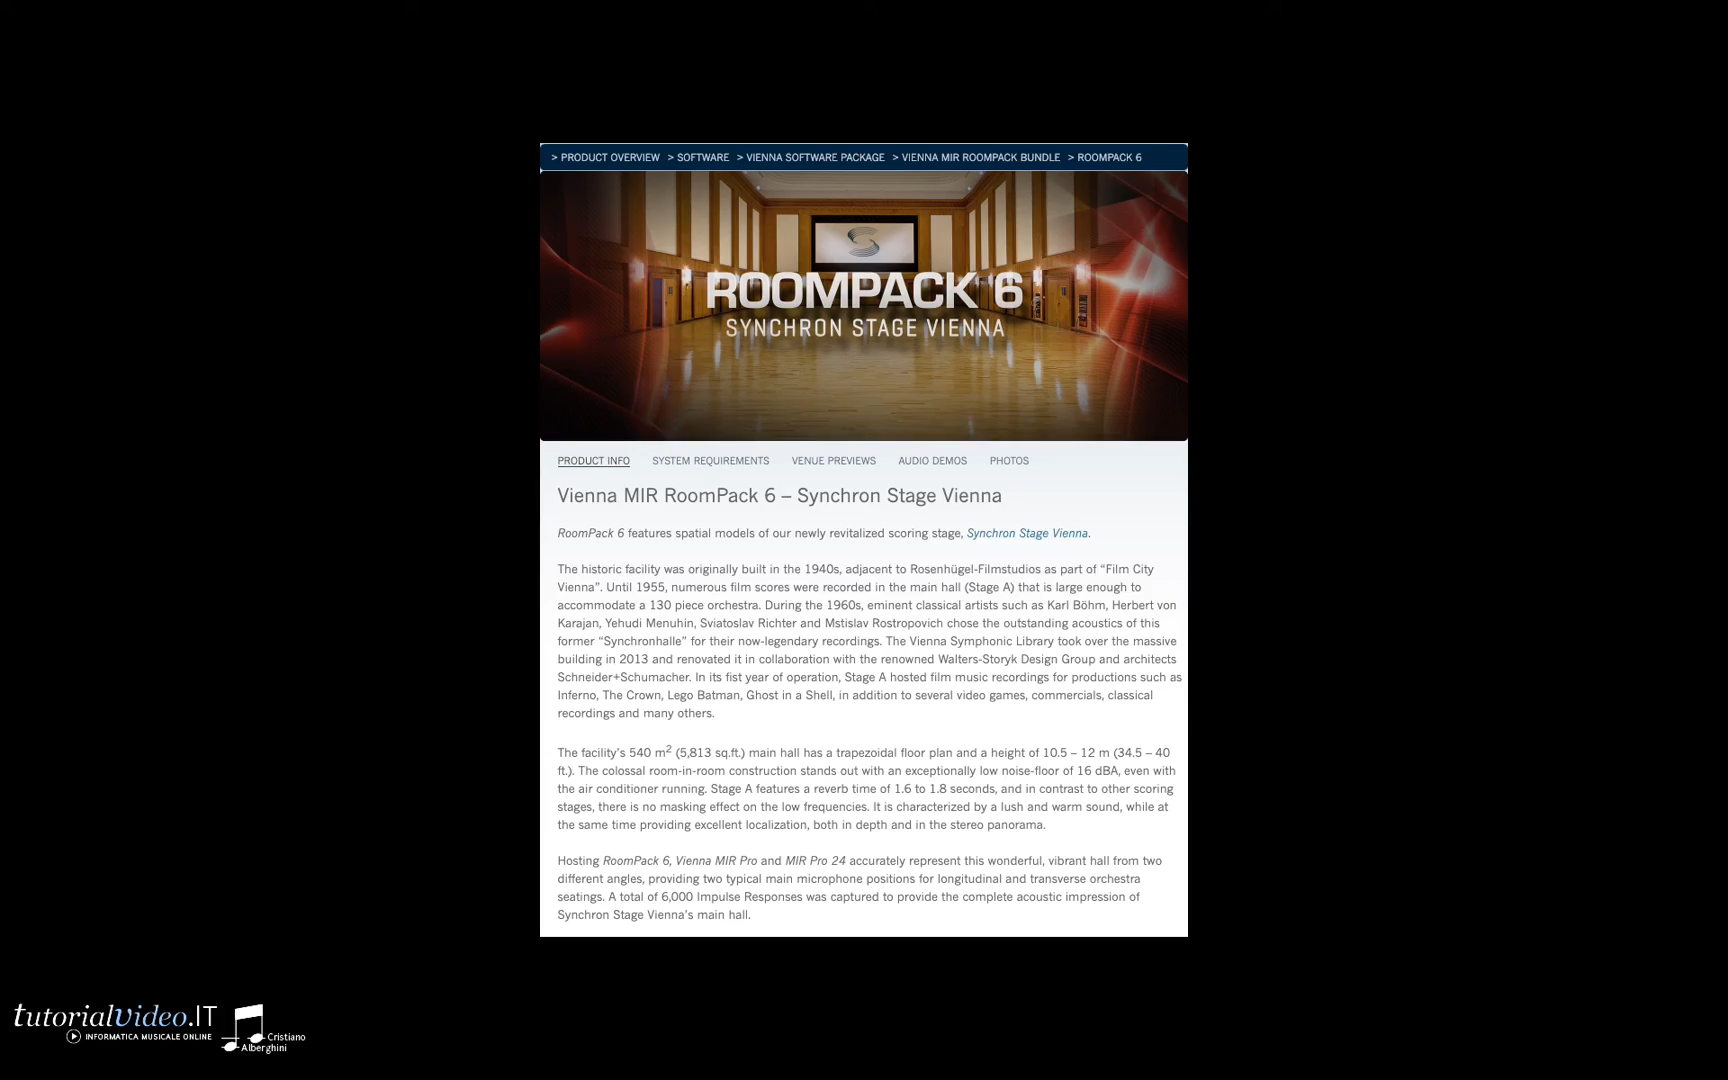 > PRODUCT OVERVIEW > SOFTWARE > VIENNA SOFTWARE PACKAGE > VIENNA MIR ROOMPACK BUNDLE > ROOMPACK 6
ROOMPACK 6
SYNCHRON STAGE VIENNA
PRODUCT INFO SYSTEM REQUIREMENTS VENUE PREVIEWS AUDIO DEMOS PHOTOS
Vienna MIR RoomPack 6 – Synchron Stage Vienna
RoomPack 6 features spatial models of our newly revitalized scoring stage, Synchron Stage Vienna.
The historic facility was originally built in the 1940s, adjacent to Rosenhügel-Filmstudios as part of “Film City
Vienna”. Until 1955, numerous film scores were recorded in the main hall (Stage A) that is large enough to
accommodate a 130 piece orchestra. During the 1960s, eminent classical artists such as Karl Böhm, Herbert von
Karajan, Yehudi Menuhin, Sviatoslav Richter and Mstislav Rostropovich chose the outstanding acoustics of this
former “Synchronhalle” for their now-legendary recordings. The Vienna Symphonic Library took over the massive
building in 2013 and renovated it in collaboration with the renowned Walters-Storyk Design Group and architects
Schneider+Schumacher. In its fist year of operation, Stage A hosted film music recordings for productions such as
Inferno, The Crown, Lego Batman, Ghost in a Shell, in addition to several video games, commercials, classical
recordings and many others.
The facility’s 540 m² (5,813 sq.ft.) main hall has a trapezoidal floor plan and a height of 10.5 – 12 m (34.5 – 40
ft.). The colossal room-in-room construction stands out with an exceptionally low noise-floor of 16 dBA, even with
the air conditioner running. Stage A features a reverb time of 1.6 to 1.8 seconds, and in contrast to other scoring
stages, there is no masking effect on the low frequencies. It is characterized by a lush and warm sound, while at
the same time providing excellent localization, both in depth and in the stereo panorama.
Hosting RoomPack 6, Vienna MIR Pro and MIR Pro 24 accurately represent this wonderful, vibrant hall from two
different angles, providing two typical main microphone positions for longitudinal and transverse orchestra
seatings. A total of 6,000 Impulse Responses was captured to provide the complete acoustic impression of
Synchron Stage Vienna’s main hall.
tutorialvideo.IT
INFORMATICA MUSICALE ONLINE
Cristiano
Alberghini